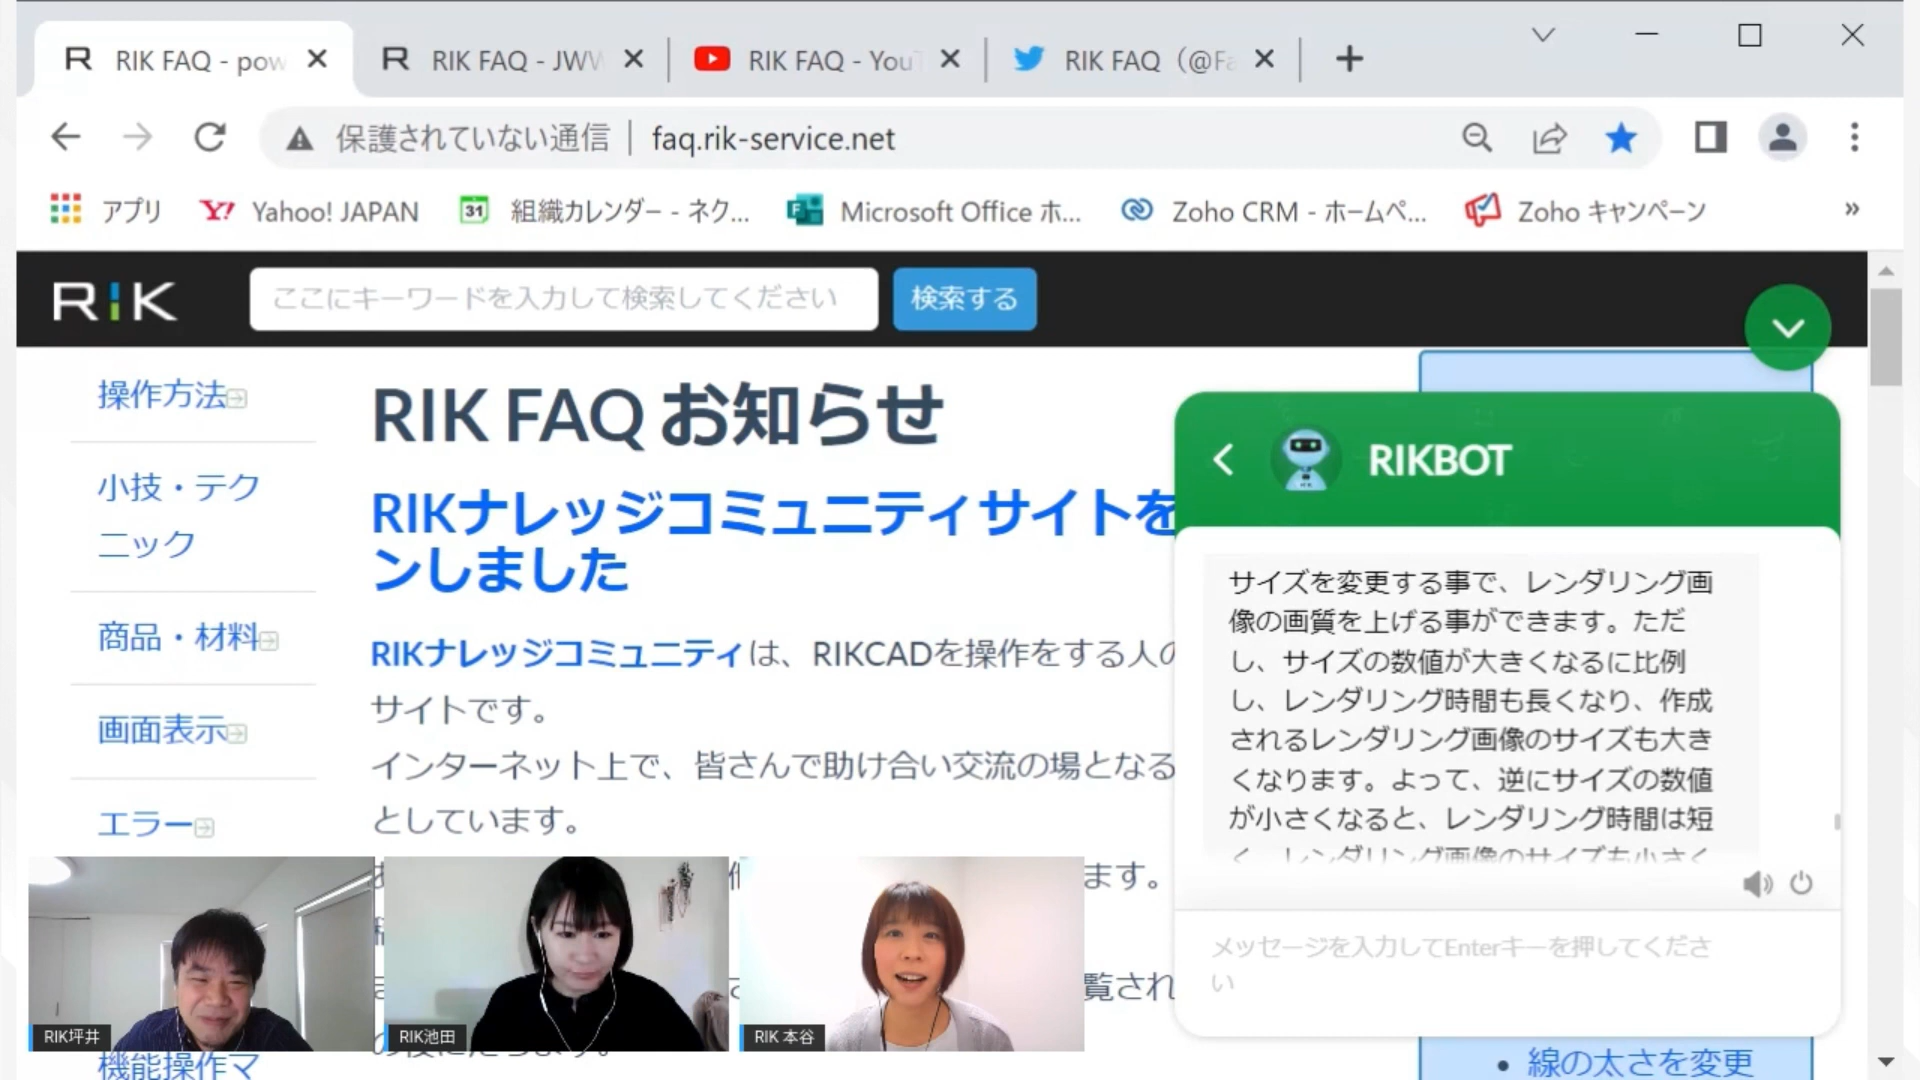 RIK FAQ - pow
RIK FAQ - JWW
RIK FAQ - YouT
RIK FAQ（@Fa
保護されていない通信 | faq.rik-service.net
アプリ
Yahoo! JAPAN
31
組織カレンダー - ネク...
Microsoft Office ホ...
Zoho CRM - ホームペ...
Zoho キャンペーン
»
RIK
ここにキーワードを入力して検索してください
検索する
操作方法
小技・テク
ニック
商品・材料
画面表示
エラー
機能操作マ
RIK FAQ お知らせ
RIKナレッジコミュニティサイトを
ンしました
RIKナレッジコミュニティは、RIKCADを操作をする人の
サイトです。
インターネット上で、皆さんで助け合い交流の場となる
としています。
ます。
覧され
RIKBOT
サイズを変更する事で、レンダリング画
像の画質を上げる事ができます。ただ
し、サイズの数値が大きくなるに比例
し、レンダリング時間も長くなり、作成
されるレンダリング画像のサイズも大き
くなります。よって、逆にサイズの数値
が小さくなると、レンダリング時間は短
く、レンダリング画像のサイズも小さく
メッセージを入力してEnterキーを押してくださ
い
• 線の太さを変更
RIK坪井
RIK池田
RIK 本谷